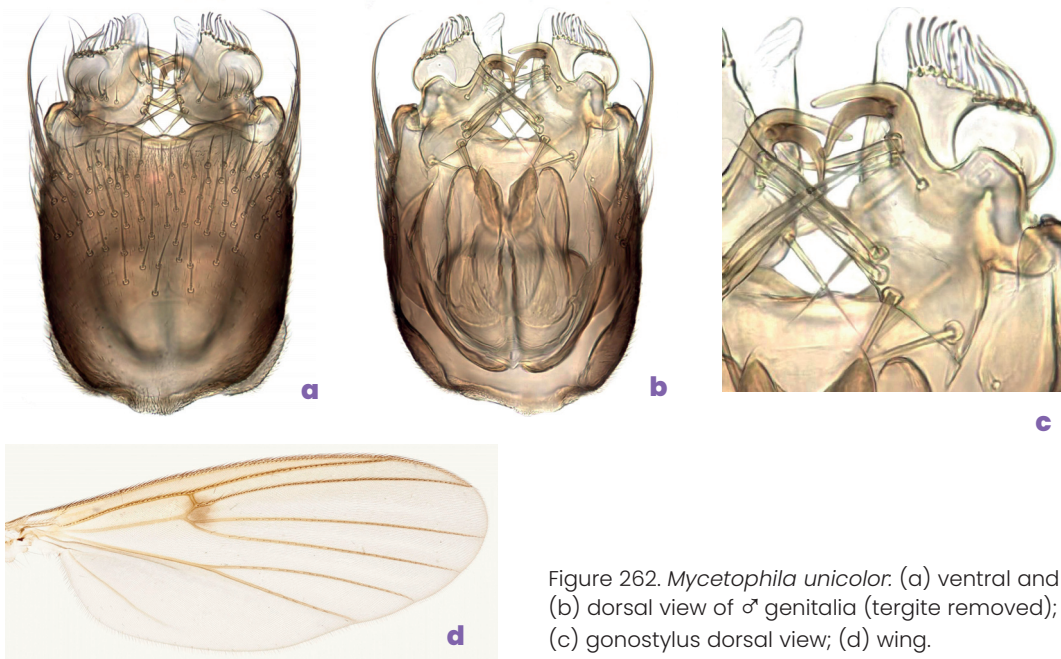 a
b
c
d
Figure 262. Mycetophila unicolor: (a) ventral and
(b) dorsal view of ♂ genitalia (tergite removed);
(c) gonostylus dorsal view; (d) wing.